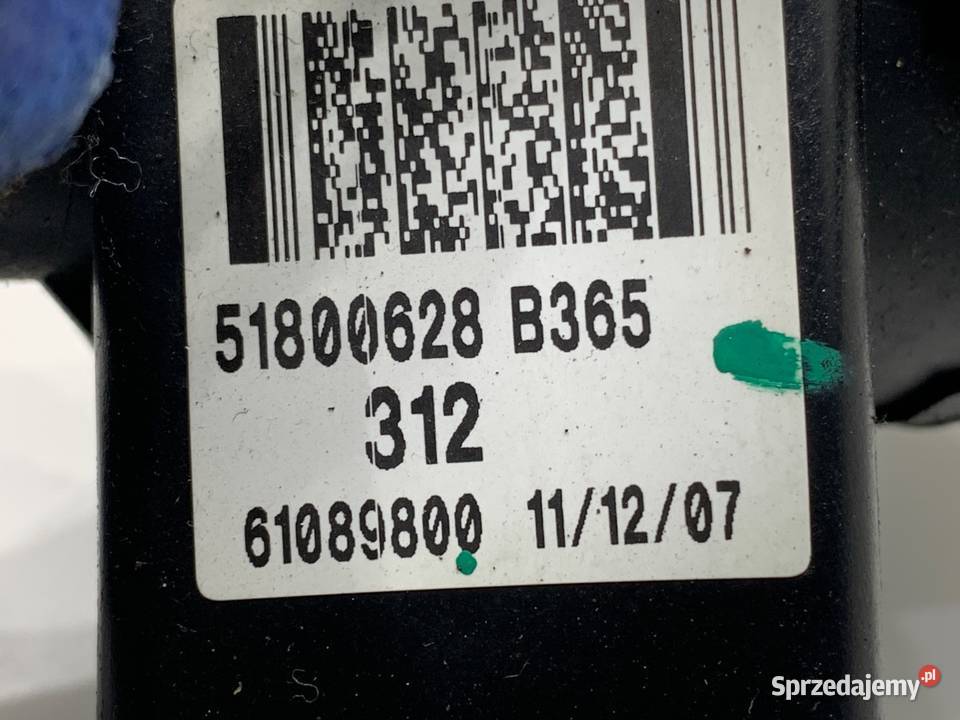 51800628 B365
312
61089800 11/12/07
Sprzedajemy.pl